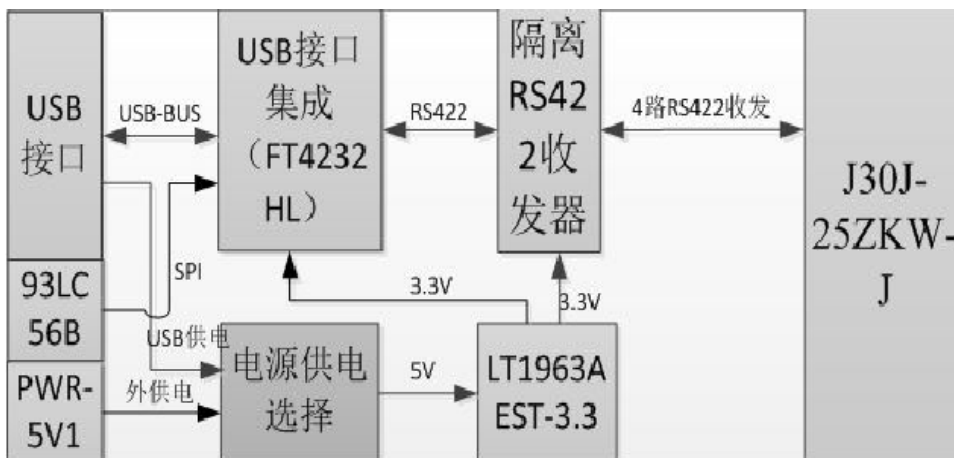 USB
接口
USB-BUS
USB接口
集成
（FT4232
HL）
RS422
隔离
RS42
2收
发器
4路RS422收发
J30J-
25ZKW-
J
93LC
56B
SPI
3.3V
3.3V
USB供电
PWR-
5V1
外供电
电源供电
选择
5V
LT1963A
EST-3.3